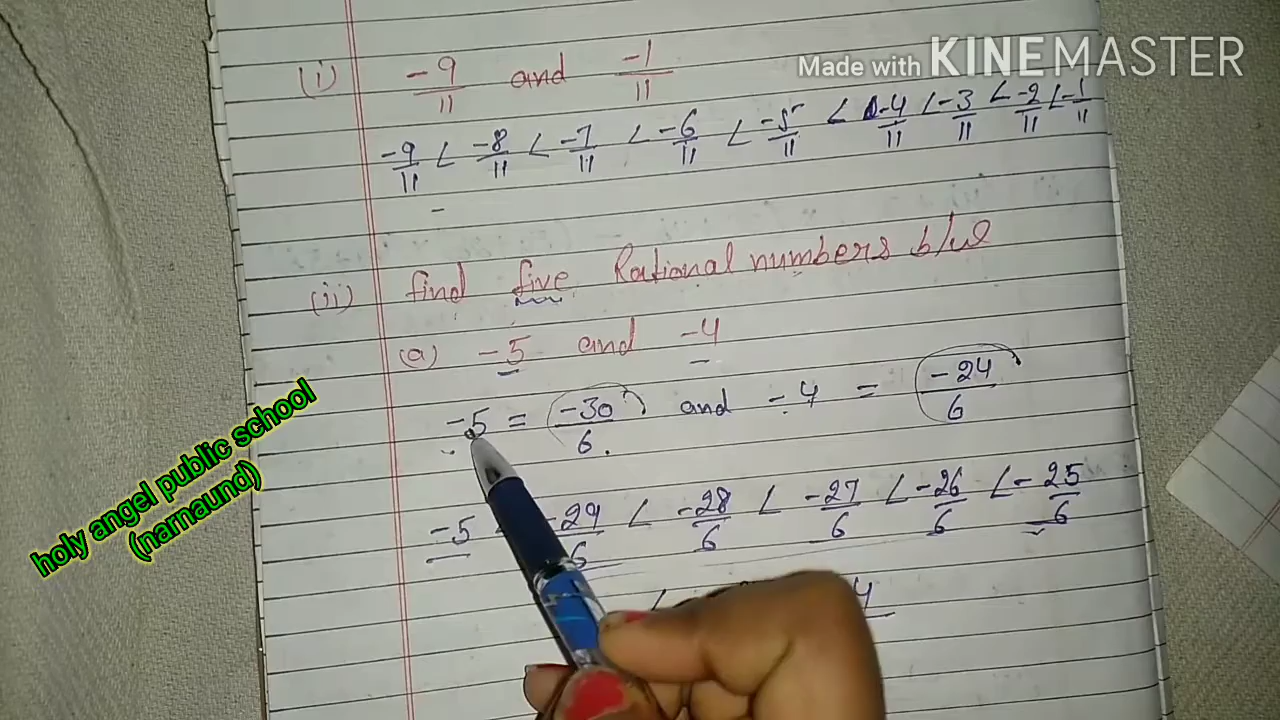 Made with KINEMASTER
(i) -9/11 and -1/11
-9/11 < -8/11 < -7/11 < -6/11 < -5/11 < -4/11 < -3/11 < -2/11 < -1/11
(ii) find five Rational numbers b/w
(a) -5 and -4
-5 = -30/6 and -4 = -24/6
-5 -29/6 < -28/6 < -27/6 < -26/6 < -25/6
< 4
holy angel public school
(narnaund)